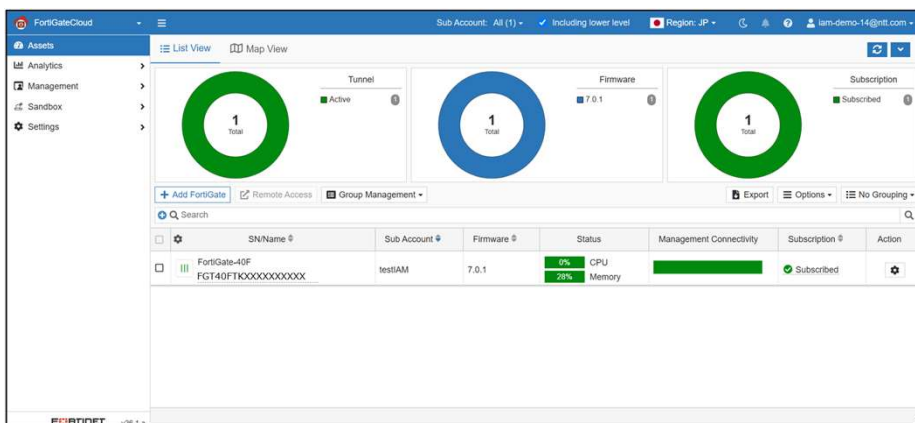 FortiGateCloud
Sub Account: All (1)
Including lower level
Region: JP
iam-demo-14@ntt.com
Assets
Analytics
Management
Sandbox
Settings
List View
Map View
1
Total
Tunnel
Active 1
1
Total
Firmware
7.0.1 1
1
Total
Subscription
Subscribed 1
Add FortiGate
Remote Access
Group Management
Export
Options
No Grouping
Search
SN/Name
Sub Account
Firmware
Status
Management Connectivity
Subscription
Action
FortiGate-40F
FGT40FTKXXXXXXXXXX
testIAM
7.0.1
0% CPU
28% Memory
Subscribed